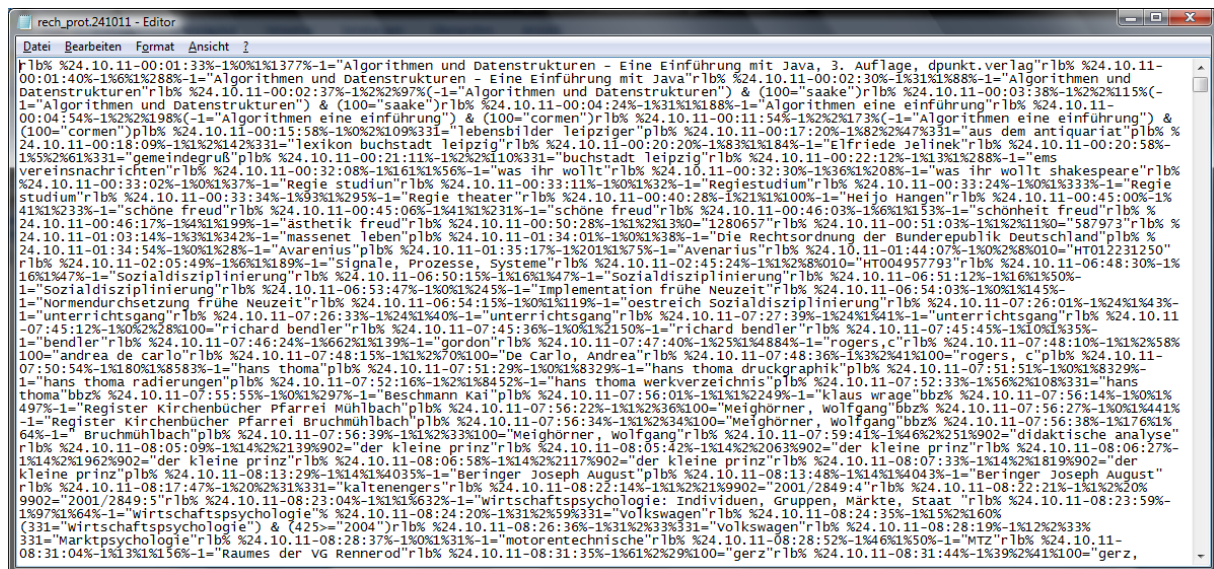 rech_prot.241011 - Editor
Datei Bearbeiten Format Ansicht ?
rlb% %24.10.11-00:01:33%-1%0%1%1377%-1="Algorithmen und Datenstrukturen - Eine Einführung mit Java, 3. Auflage, dpunkt.verlag"rlb% %24.10.11-
00:01:40%-1%6%1%288%-1="Algorithmen und Datenstrukturen - Eine Einführung mit Java"rlb% %24.10.11-00:02:30%-1%31%1%88%-1="Algorithmen und
Datenstrukturen"rlb% %24.10.11-00:02:37%-1%2%2%97%(-1="Algorithmen und Datenstrukturen") & (100="saake")rlb% %24.10.11-00:03:38%-1%2%2%115%(-
1="Algorithmen und Datenstrukturen") & (100="saake")rlb% %24.10.11-00:04:24%-1%31%1%188%-1="Algorithmen eine einführung"rlb% %24.10.11-
00:04:54%-1%2%2%198%(-1="Algorithmen eine einführung") & (100="cormen")rlb% %24.10.11-00:11:54%-1%2%2%173%(-1="Algorithmen eine einführung") &
(100="cormen")plb% %24.10.11-00:15:58%-1%0%2%109%331="lebensbilder leipziger"plb% %24.10.11-00:17:20%-1%82%2%47%331="aus dem antiquariat"plb% %
24.10.11-00:18:09%-1%1%2%142%331="lexikon buchstadt leipzig"rlb% %24.10.11-00:20:20%-1%83%1%184%-1="Elfriede Jelinek"rlb% %24.10.11-00:20:58%-
1%5%2%61%331="gemeindegruß"plb% %24.10.11-00:21:11%-1%2%2%110%331="buchstadt leipzig"rlb% %24.10.11-00:22:12%-1%13%1%288%-1="ems
vereinsnachrichten"rlb% %24.10.11-00:32:08%-1%161%1%56%-1="was ihr wollt"rlb% %24.10.11-00:32:30%-1%36%1%208%-1="was ihr wollt shakespeare"rlb%
%24.10.11-00:33:02%-1%0%1%37%-1="Regie studiun"rlb% %24.10.11-00:33:11%-1%0%1%32%-1="Regiestudium"rlb% %24.10.11-00:33:24%-1%0%1%333%-1="Regie
studium"rlb% %24.10.11-00:33:34%-1%93%1%295%-1="Regie theater"rlb% %24.10.11-00:40:28%-1%21%1%100%-1="Heijo Hangen"rlb% %24.10.11-00:45:00%-1%
41%1%233%-1="schöne freud"rlb% %24.10.11-00:45:06%-1%41%1%231%-1="schöne freud"rlb% %24.10.11-00:46:03%-1%6%1%153%-1="schönheit freud"rlb% %
24.10.11-00:46:17%-1%4%1%199%-1="ästhetik freud"rlb% %24.10.11-00:50:28%-1%1%2%13%0="1280657"rlb% %24.10.11-00:51:03%-1%1%2%11%0="587973"rlb% %
24.10.11-01:03:14%-1%3%1%342%-1="massenet leben"plb% %24.10.11-01:34:01%-1%0%1%38%-1="Die Rechtsordnung der Bunderepublik Deutschland"plb% %
24.10.11-01:34:54%-1%0%1%28%-1="Avarenius"plb% %24.10.11-01:35:17%-1%201%1%75%-1="Avenarius"rlb% %24.10.11-01:44:07%-1%0%2%8%010="HT012231250"
rlb% %24.10.11-02:05:49%-1%6%1%189%-1="Signale, Prozesse, Systeme"rlb% %24.10.11-02:45:24%-1%1%2%8%010="HT004957793"rlb% %24.10.11-06:48:30%-1%
16%1%47%-1="Sozialdisziplinierung"rlb% %24.10.11-06:50:15%-1%16%1%47%-1="Sozialdisziplinierung"rlb% %24.10.11-06:51:12%-1%16%1%50%-
1="Sozialdisziplinierung"rlb% %24.10.11-06:53:47%-1%0%1%245%-1="Implementation frühe Neuzeit"rlb% %24.10.11-06:54:03%-1%0%1%145%-
1="Normendurchsetzung frühe Neuzeit"rlb% %24.10.11-06:54:15%-1%0%1%119%-1="oestreich Sozialdisziplinierung"rlb% %24.10.11-07:26:01%-1%24%1%43%-
1="unterrichtsgang"rlb% %24.10.11-07:26:33%-1%24%1%40%-1="unterrichtsgang"rlb% %24.10.11-07:27:39%-1%24%1%41%-1="unterrichtsgang"rlb% %24.10.11
-07:45:12%-1%0%2%28%100="richard bendler"rlb% %24.10.11-07:45:36%-1%0%1%2150%-1="richard bendler"rlb% %24.10.11-07:45:45%-1%10%1%35%-
1="bendler"rlb% %24.10.11-07:46:24%-1%662%1%139%-1="gordon"rlb% %24.10.11-07:47:40%-1%25%1%4884%-1="rogers,c"rlb% %24.10.11-07:48:10%-1%1%2%58%
100="andrea de carlo"rlb% %24.10.11-07:48:15%-1%1%2%70%100="De Carlo, Andrea"rlb% %24.10.11-07:48:36%-1%3%2%41%100="rogers, c"plb% %24.10.11-
07:50:54%-1%180%1%8583%-1="hans thoma"plb% %24.10.11-07:51:29%-1%0%1%8329%-1="hans thoma druckgraphik"plb% %24.10.11-07:51:51%-1%0%1%8329%-
1="hans thoma radierungen"plb% %24.10.11-07:52:16%-1%2%1%8452%-1="hans thoma werkverzeichnis"plb% %24.10.11-07:52:33%-1%56%2%108%331="hans
thoma"bbz% %24.10.11-07:55:55%-1%0%1%297%-1="Beschmann Kai"plb% %24.10.11-07:56:01%-1%1%1%2249%-1="klaus wrage"bbz% %24.10.11-07:56:14%-1%0%1%
497%-1="Register Kirchenbücher Pfarrei Mühlbach"plb% %24.10.11-07:56:22%-1%1%2%36%100="Meighörner, Wolfgang"bbz% %24.10.11-07:56:27%-1%0%1%441%
-1="Register Kirchenbücher Pfarrei Bruchmühlbach"plb% %24.10.11-07:56:34%-1%1%2%34%100="Meighörner, Wolfgang"bbz% %24.10.11-07:56:38%-1%176%1%
64%-1=" Bruchmühlbach"plb% %24.10.11-07:56:39%-1%1%2%33%100="Meighörner, Wolfgang"rlb% %24.10.11-07:59:41%-1%46%2%251%902="didaktische analyse"
rlb% %24.10.11-08:05:09%-1%14%2%2139%902="der kleine prinz"rlb% %24.10.11-08:05:42%-1%14%2%2063%902="der kleine prinz"rlb% %24.10.11-08:06:27%-
1%14%2%1962%902="der kleine prinz"rlb% %24.10.11-08:06:58%-1%14%2%2117%902="der kleine prinz"rlb% %24.10.11-08:07:33%-1%14%2%1819%902="der
kleine prinz"plb% %24.10.11-08:13:29%-1%14%1%4035%-1="Beringer Joseph August"plb% %24.10.11-08:13:48%-1%14%1%4043%-1="Beringer Joseph August"
rlb% %24.10.11-08:17:47%-1%20%2%31%331="kaltenengers"rlb% %24.10.11-08:22:14%-1%1%2%21%9902="2001/2849:4"rlb% %24.10.11-08:22:21%-1%1%2%20%
9902="2001/2849:5"rlb% %24.10.11-08:23:04%-1%1%1%632%-1="Wirtschaftspsychologie: Individuen, Gruppen, Märkte, Staat "rlb% %24.10.11-08:23:59%-
1%97%1%64%-1="Wirtschaftspsychologie"% %24.10.11-08:24:20%-1%31%2%59%331="Volkswagen"rlb% %24.10.11-08:24:35%-1%15%2%160%
(331="Wirtschaftspsychologie") & (425>="2004")rlb% %24.10.11-08:26:36%-1%31%2%33%331="Volkswagen"rlb% %24.10.11-08:28:19%-1%12%2%33%
331="Marktpsychologie"rlb% %24.10.11-08:28:37%-1%0%1%31%-1="motorentechnische"rlb% %24.10.11-08:28:52%-1%46%1%50%-1="MTZ"rlb% %24.10.11-
08:31:04%-1%13%1%156%-1="Raumes der VG Rennerod"rlb% %24.10.11-08:31:35%-1%61%2%29%100="gerz"rlb% %24.10.11-08:31:44%-1%39%2%41%100="gerz,